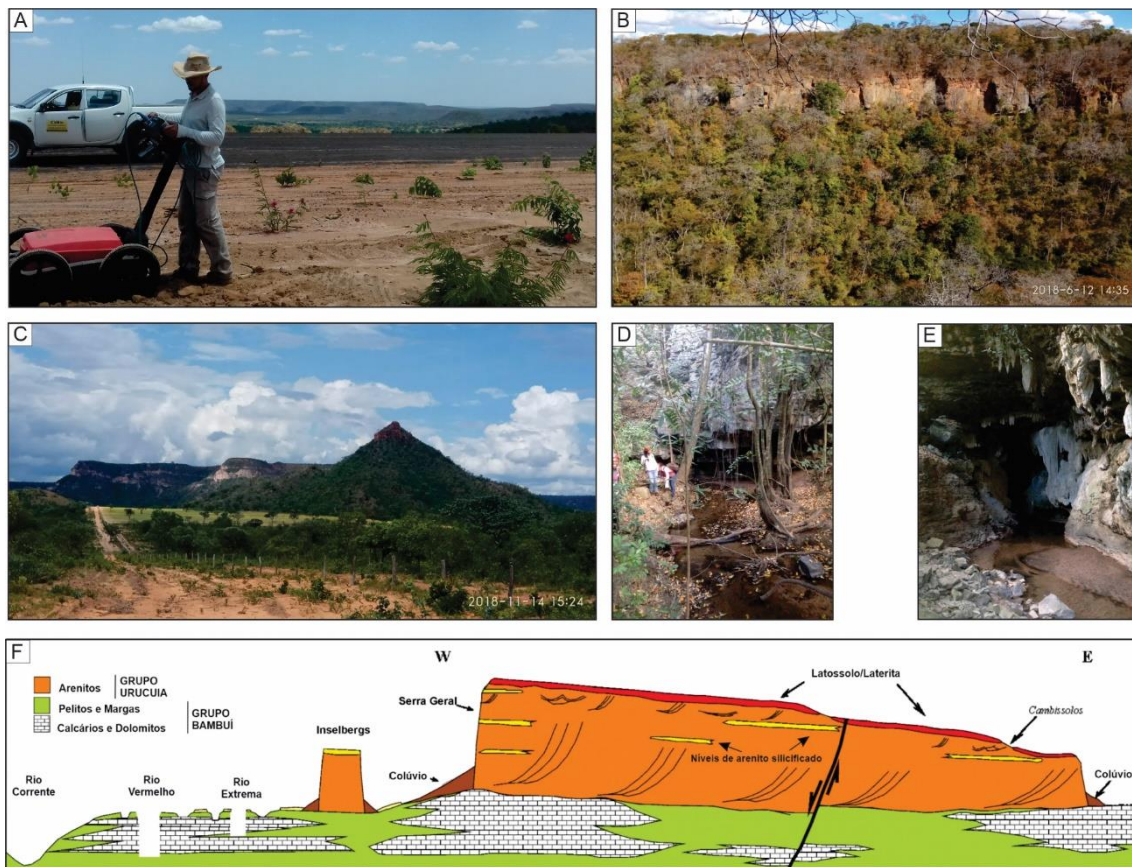 A
B
2018-6-12 14:35
C
2018-11-14 15:24
D
E
F
W
E
Arenitos
GRUPO
URUCUIA
Pelitos e Margas
Calcários e Dolomitos
GRUPO
BAMBUÍ
Serra Geral
Latossolo/Laterita
Cambissolos
Inselbergs
Níveis de arenito silicificado
Colúvio
Colúvio
Rio
Corrente
Rio
Vermelho
Rio
Extrema